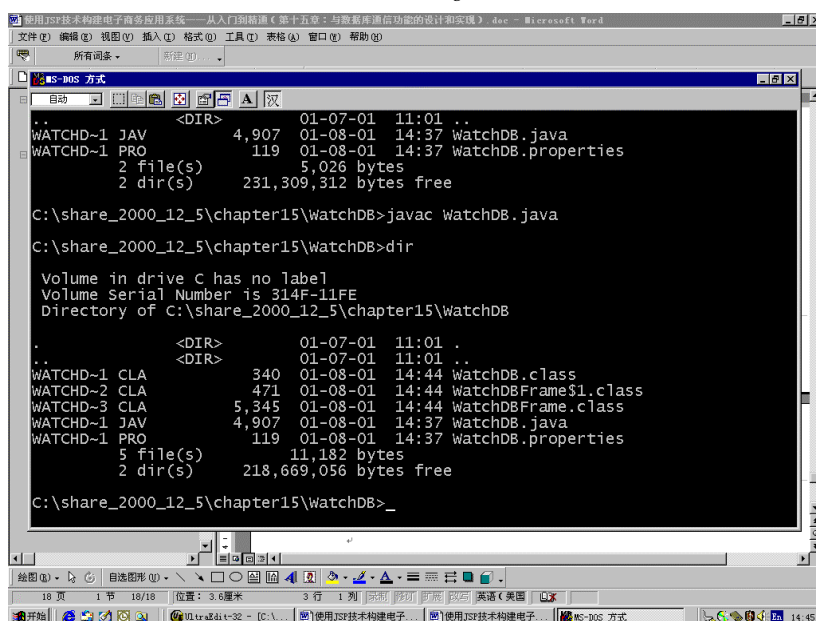 使用JSP技术构建电子商务应用系统——从入门到精通(第十五章：与数据库通信功能的设计和实现).doc - Microsoft Word
文件(F) 编辑(E) 视图(V) 插入(I) 格式(O) 工具(T) 表格(A) 窗口(W) 帮助(H)
所有词条 新建(N)...
MS-DOS 方式
自动 A 汉
.. <DIR> 01-07-01 11:01 ..
WATCHD~1 JAV 4,907 01-08-01 14:37 WatchDB.java
WATCHD~1 PRO 119 01-08-01 14:37 WatchDB.properties
2 file(s) 5,026 bytes
2 dir(s) 231,309,312 bytes free
C:\share_2000_12_5\chapter15\WatchDB>javac WatchDB.java
C:\share_2000_12_5\chapter15\WatchDB>dir
Volume in drive C has no label
Volume Serial Number is 314F-11FE
Directory of C:\share_2000_12_5\chapter15\WatchDB
. <DIR> 01-07-01 11:01 .
.. <DIR> 01-07-01 11:01 ..
WATCHD~1 CLA 340 01-08-01 14:44 WatchDB.class
WATCHD~2 CLA 471 01-08-01 14:44 WatchDBFrame$1.class
WATCHD~3 CLA 5,345 01-08-01 14:44 WatchDBFrame.class
WATCHD~1 JAV 4,907 01-08-01 14:37 WatchDB.java
WATCHD~1 PRO 119 01-08-01 14:37 WatchDB.properties
5 file(s) 11,182 bytes
2 dir(s) 218,669,056 bytes free
C:\share_2000_12_5\chapter15\WatchDB>_
绘图(R) 自选图形(U)
18 页 1 节 18/18 位置: 3.6厘米 3 行 1 列 录制 修订 扩展 改写 英语(美国
开始 UltraEdit-32 - [C:\... 使用JSP技术构建电子... 使用JSP技术构建电子... MS-DOS 方式 En 14:45